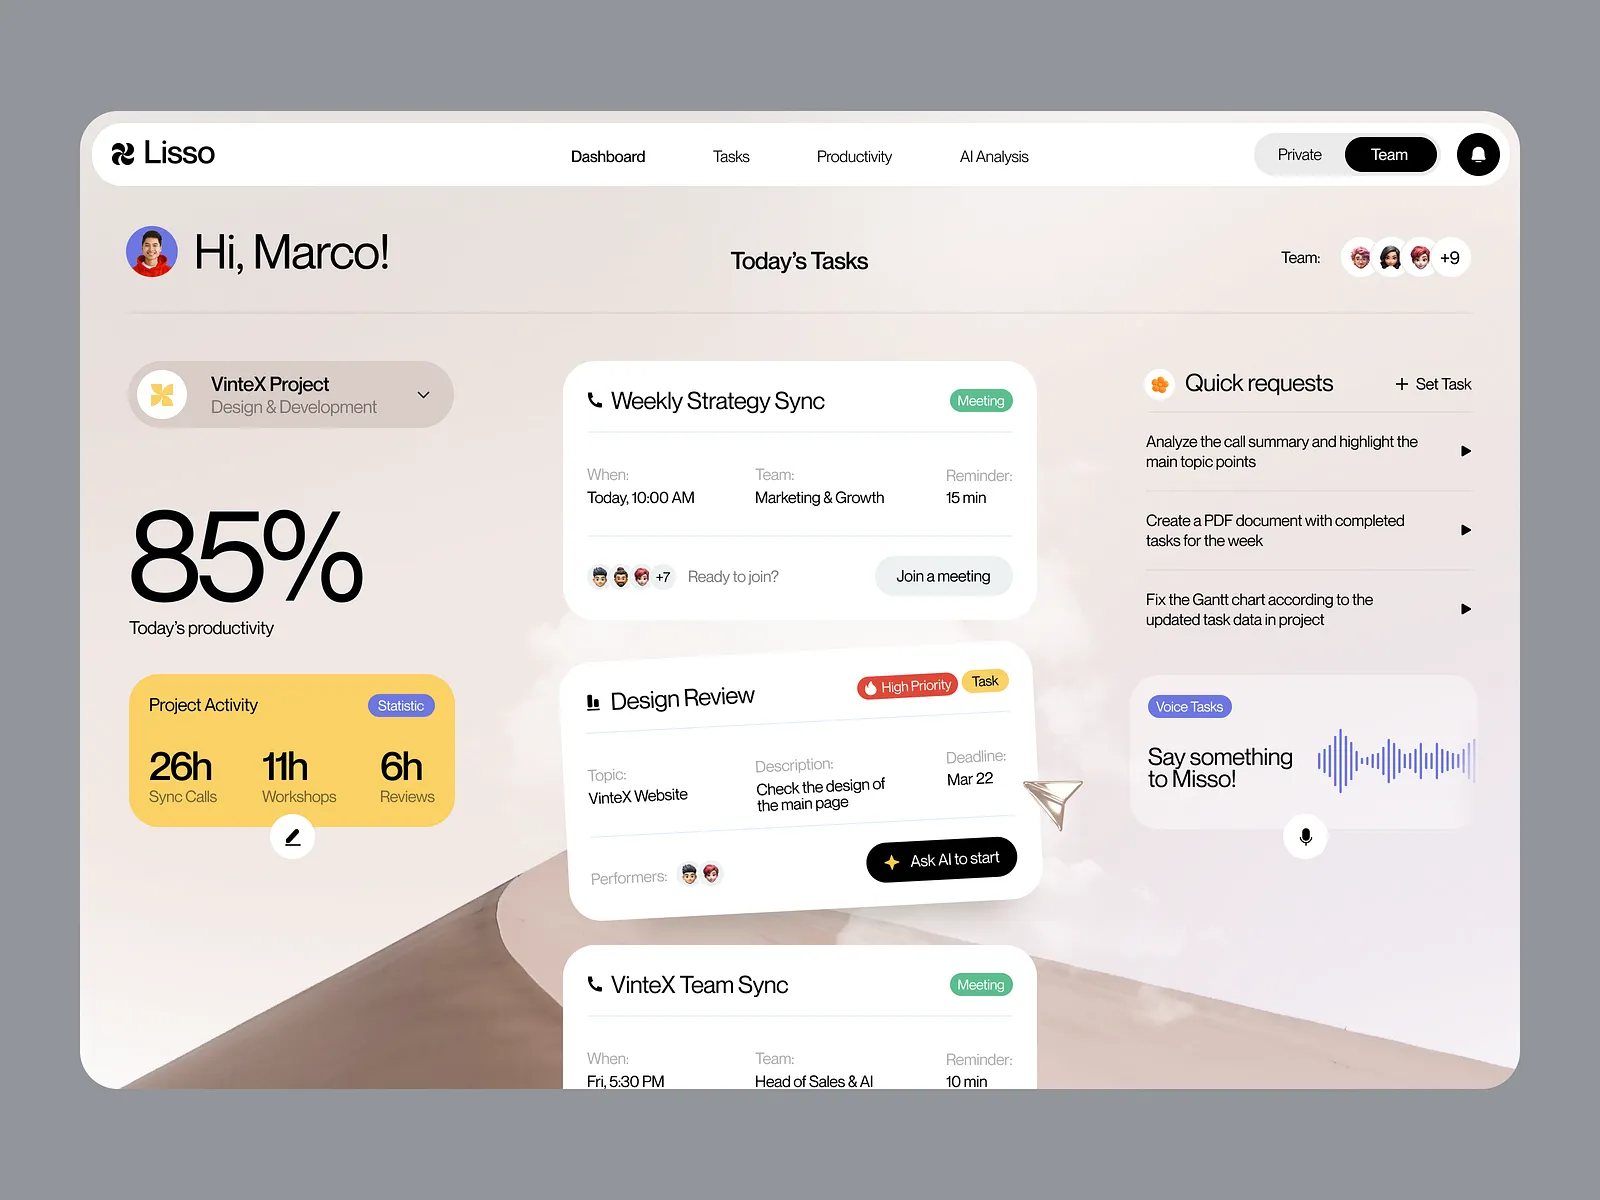 Lisso
Dashboard
Tasks
Productivity
AI Analysis
Private
Team
Hi, Marco!
Today's Tasks
Team:
+9
VinteX Project
Design & Development
85%
Today's productivity
Project Activity
Statistic
26h
Sync Calls
11h
Workshops
6h
Reviews
Weekly Strategy Sync
Meeting
When:
Today, 10:00 AM
Team:
Marketing & Growth
Reminder:
15 min
+7
Ready to join?
Join a meeting
Design Review
High Priority
Task
Topic:
VinteX Website
Description:
Check the design of
the main page
Deadline:
Mar 22
Performers:
Ask AI to start
VinteX Team Sync
Meeting
When:
Fri, 5:30 PM
Team:
Head of Sales & AI
Reminder:
10 min
Quick requests
+ Set Task
Analyze the call summary and highlight the
main topic points
Create a PDF document with completed
tasks for the week
Fix the Gantt chart according to the
updated task data in project
Voice Tasks
Say something
to Misso!